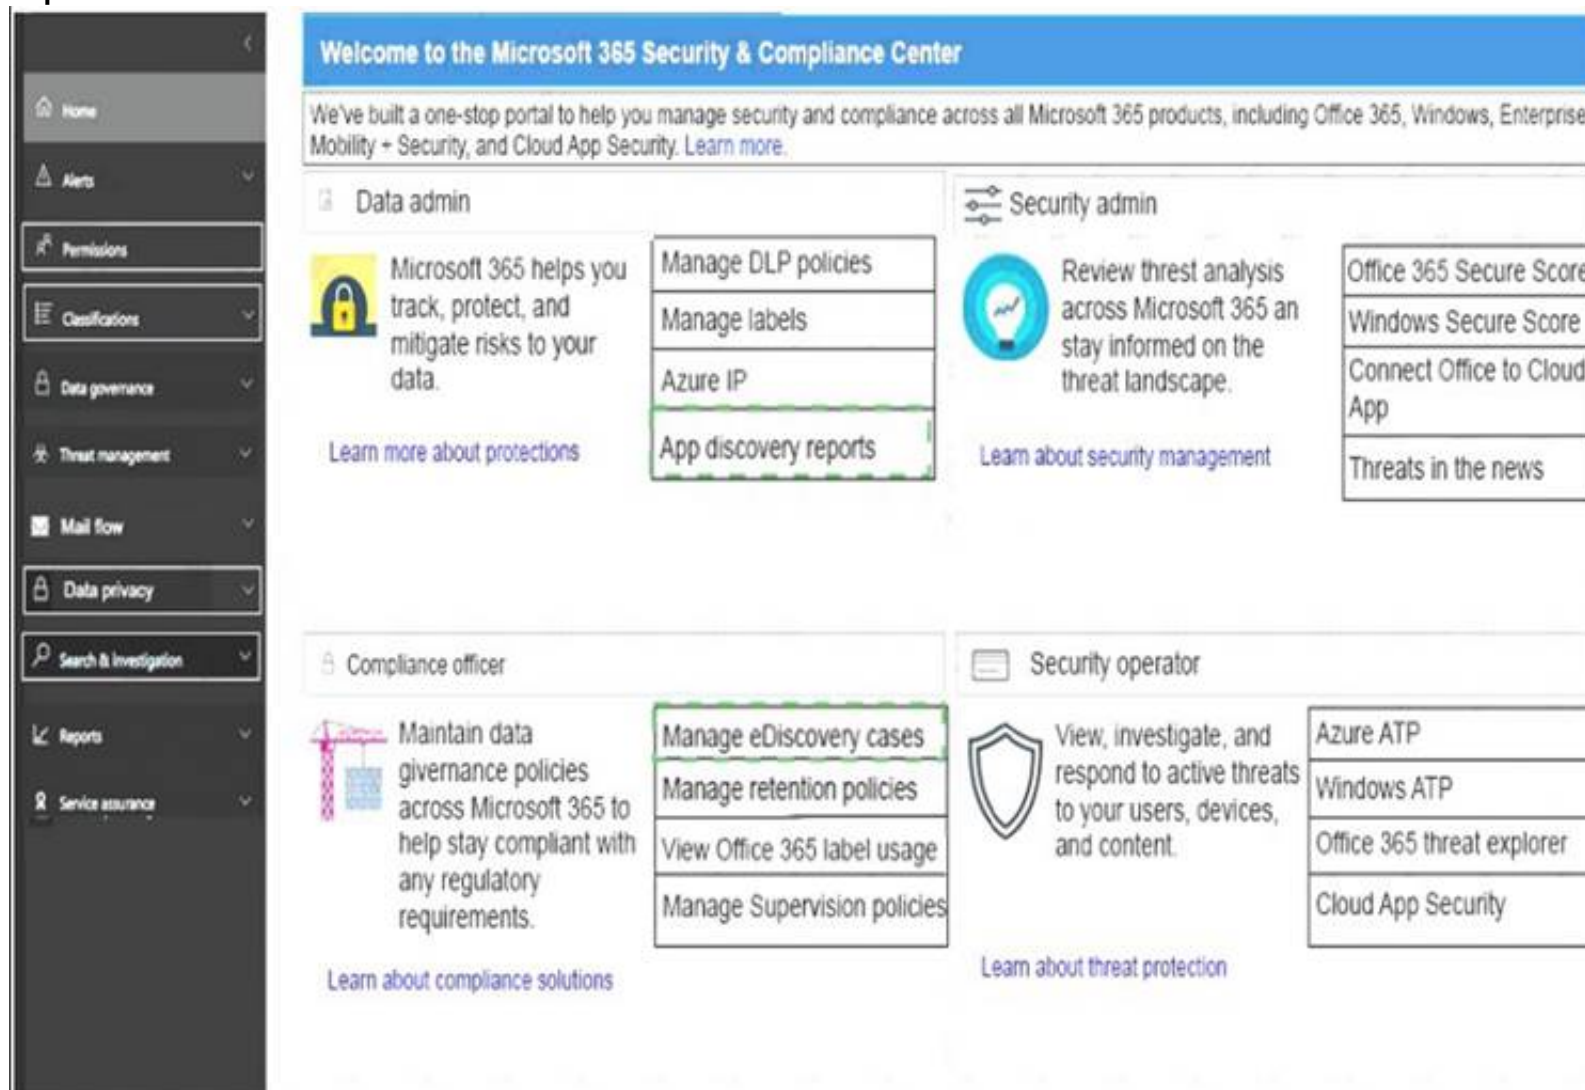 Home
Alerts
Permissions
Classifications
Data governance
Threat management
Mail flow
Data privacy
Search & Investigation
Reports
Service assurance
Welcome to the Microsoft 365 Security & Compliance Center
We've built a one-stop portal to help you manage security and compliance across all Microsoft 365 products, including Office 365, Windows, Enterprise
Mobility + Security, and Cloud App Security. Learn more.
Data admin
Microsoft 365 helps you
track, protect, and
mitigate risks to your
data.
Learn more about protections
Manage DLP policies
Manage labels
Azure IP
App discovery reports
Security admin
Review threst analysis
across Microsoft 365 an
stay informed on the
threat landscape.
Learn about security management
Office 365 Secure Score
Windows Secure Score
Connect Office to Cloud
App
Threats in the news
Compliance officer
Maintain data
givernance policies
across Microsoft 365 to
help stay compliant with
any regulatory
requirements.
Learn about compliance solutions
Manage eDiscovery cases
Manage retention policies
View Office 365 label usage
Manage Supervision policies
Security operator
View, investigate, and
respond to active threats
to your users, devices,
and content.
Learn about threat protection
Azure ATP
Windows ATP
Office 365 threat explorer
Cloud App Security